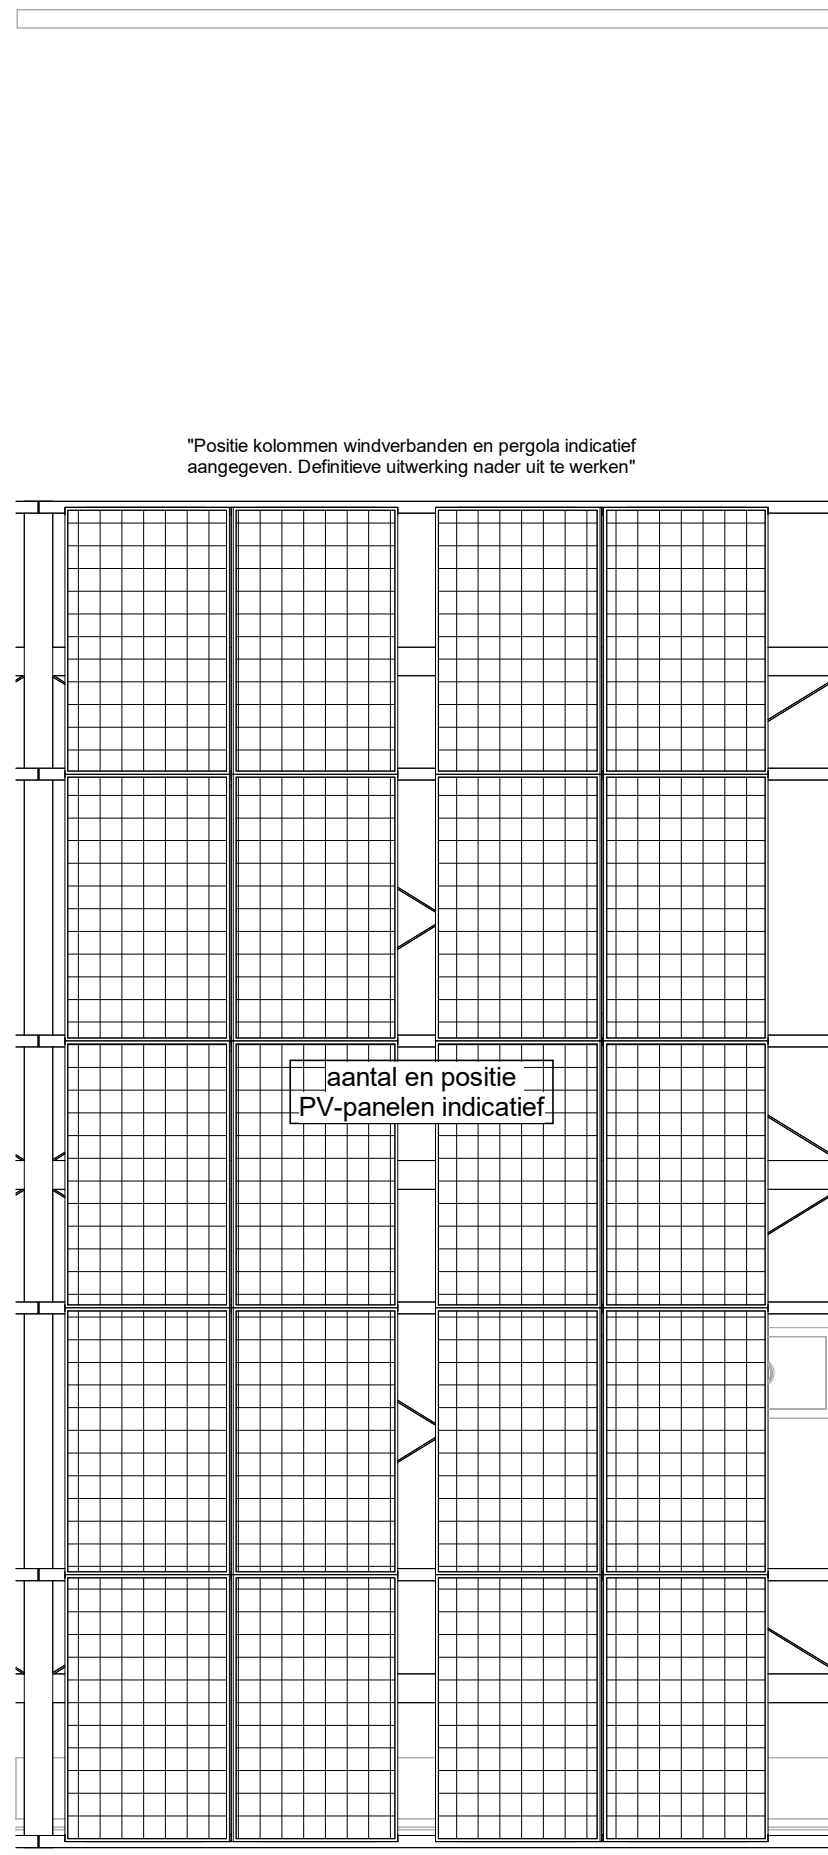 "Positie kolommen windverbanden en pergola indicatief
aangegeven. Definitieve uitwerking nader uit te werken"
aantal en positie
PV-panelen indicatief